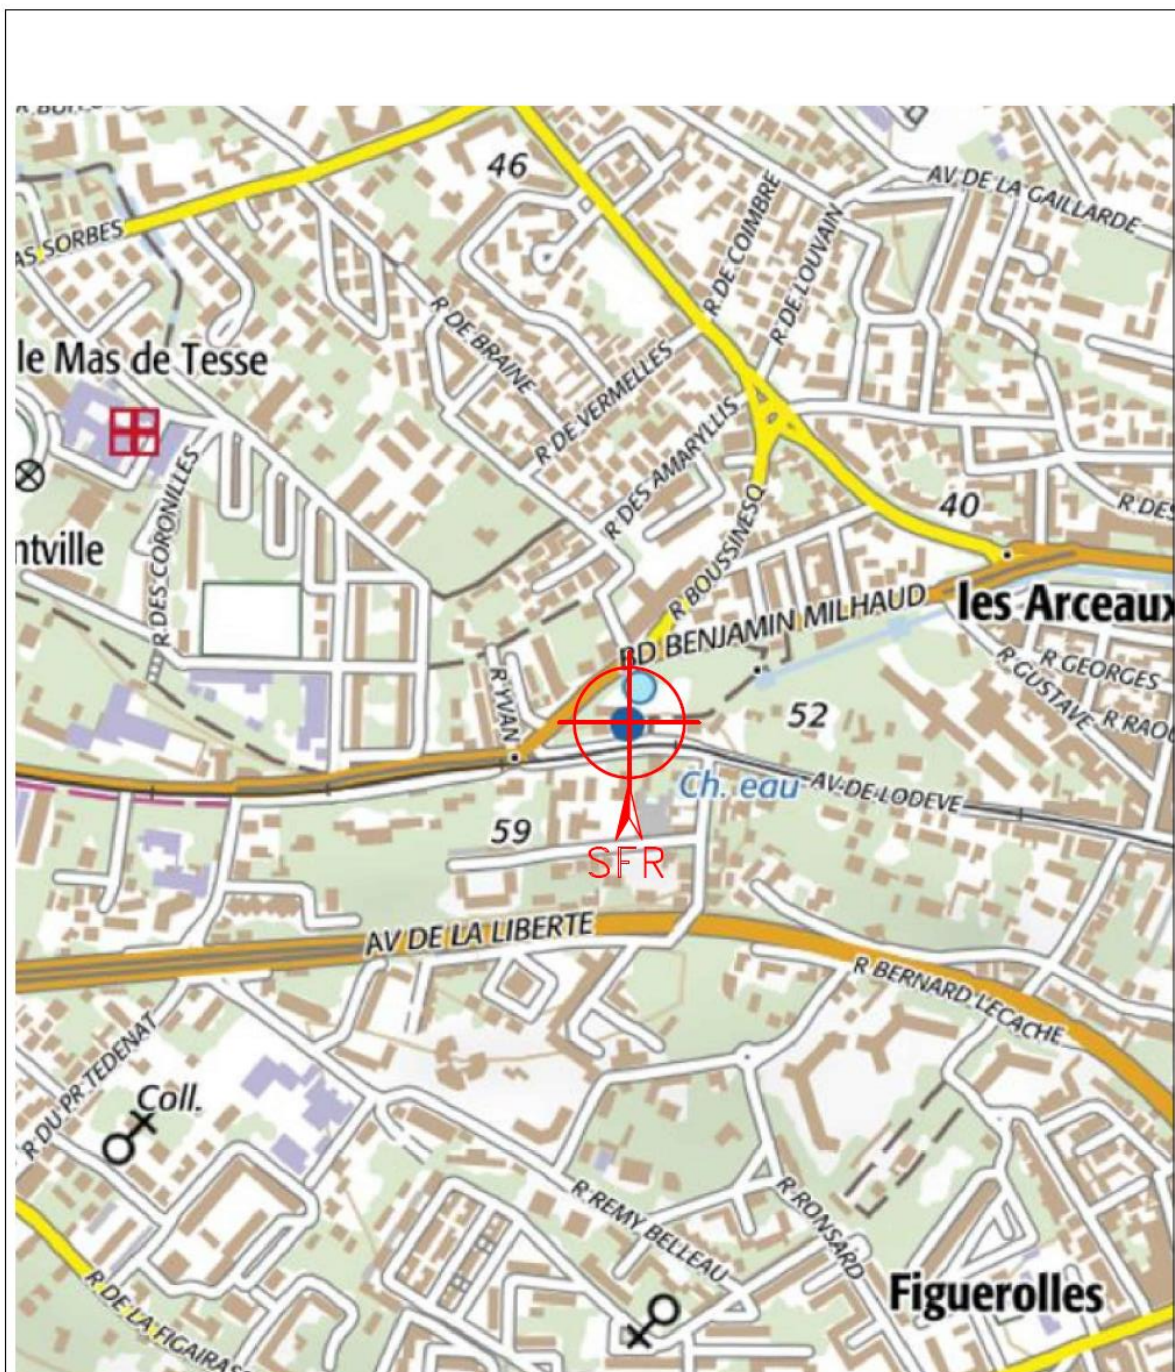 46
AV DE LA GAILLARDE
R DE COIMBRE
R DE LOUVAIN
AS SORBES
R DE BRAINE
le Mas de Tesse
R DE VERMELLES
R DES AMARYLLIS
R DES CORONILLES
40
R DES
ntville
R BOUSSINESQ
BD BENJAMIN MILHAUD
les Arceaux
R GEORGES
R GUSTAVE
R RAOU
R YVAN
52
Ch. eau
AV DE LODEVE
59
SFR
AV DE LA LIBERTE
R BERNARD LECACHE
R DU PR TEDENAT
Coll.
R REMY BELLEAU
R RONSARD
Figuerolles
R DE LA FIGAIRASS